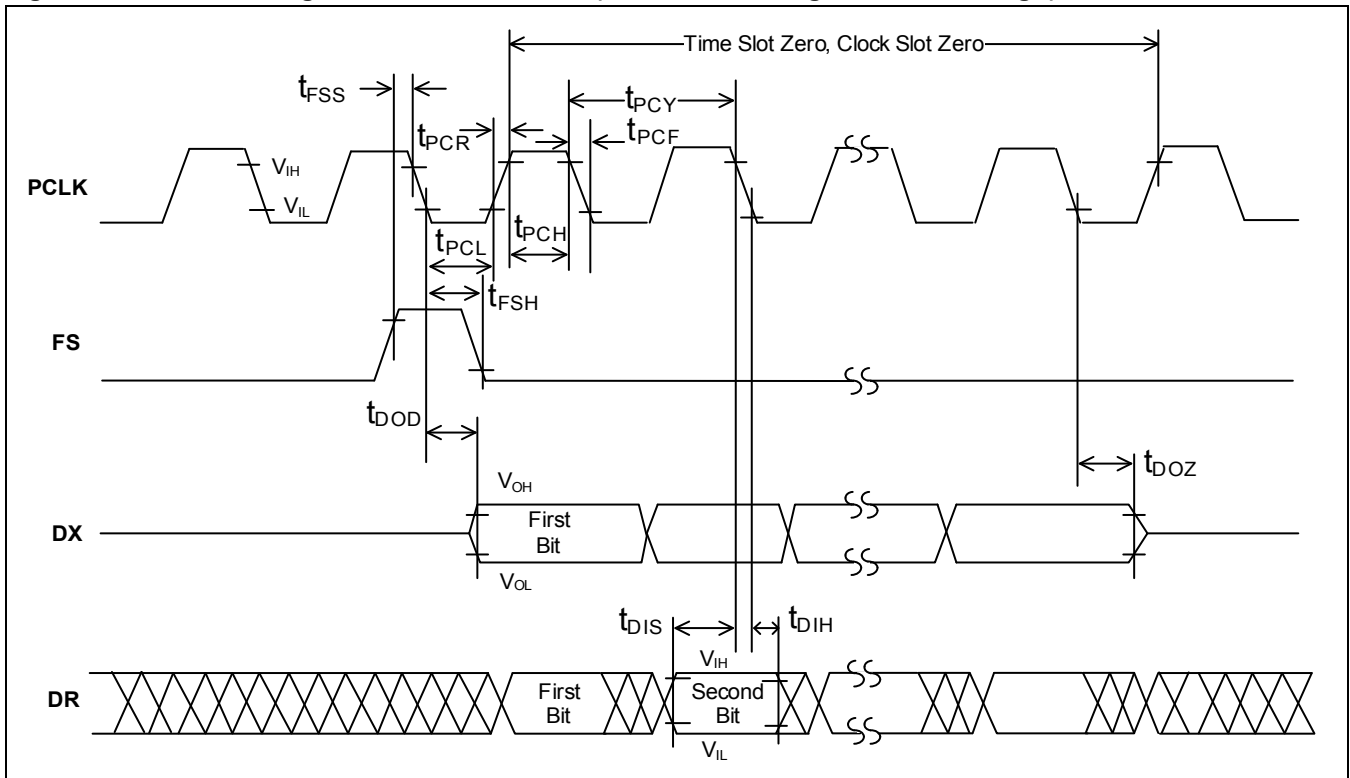 Time Slot Zero, Clock Slot Zero
tFSS
tPCY
tPCR
tPCF
PCLK
VIH
VIL
tPCH
tPCL
tFSH
FS
tDOD
tDOZ
VOH
DX
First
Bit
VOL
tDIS
tDIH
VIH
DR
First
Bit
Second
Bit
VIL